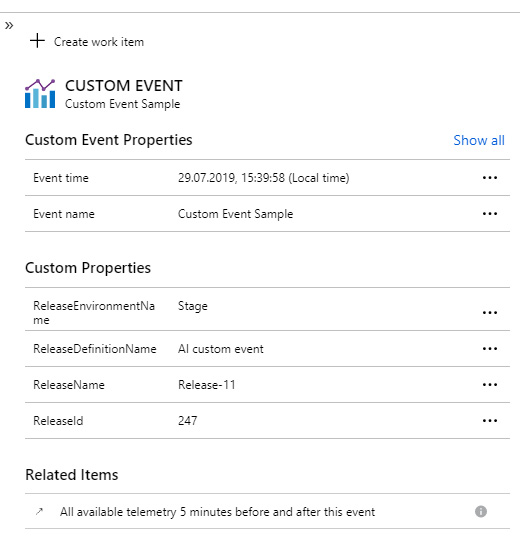 »
Create work item
CUSTOM EVENT
Custom Event Sample
Custom Event Properties Show all
Event time 29.07.2019, 15:39:58 (Local time) •••
Event name Custom Event Sample •••
Custom Properties
ReleaseEnvironmentNa Stage •••
me
ReleaseDefinitionName AI custom event •••
ReleaseName Release-11 •••
ReleaseId 247 •••
Related Items
All available telemetry 5 minutes before and after this event